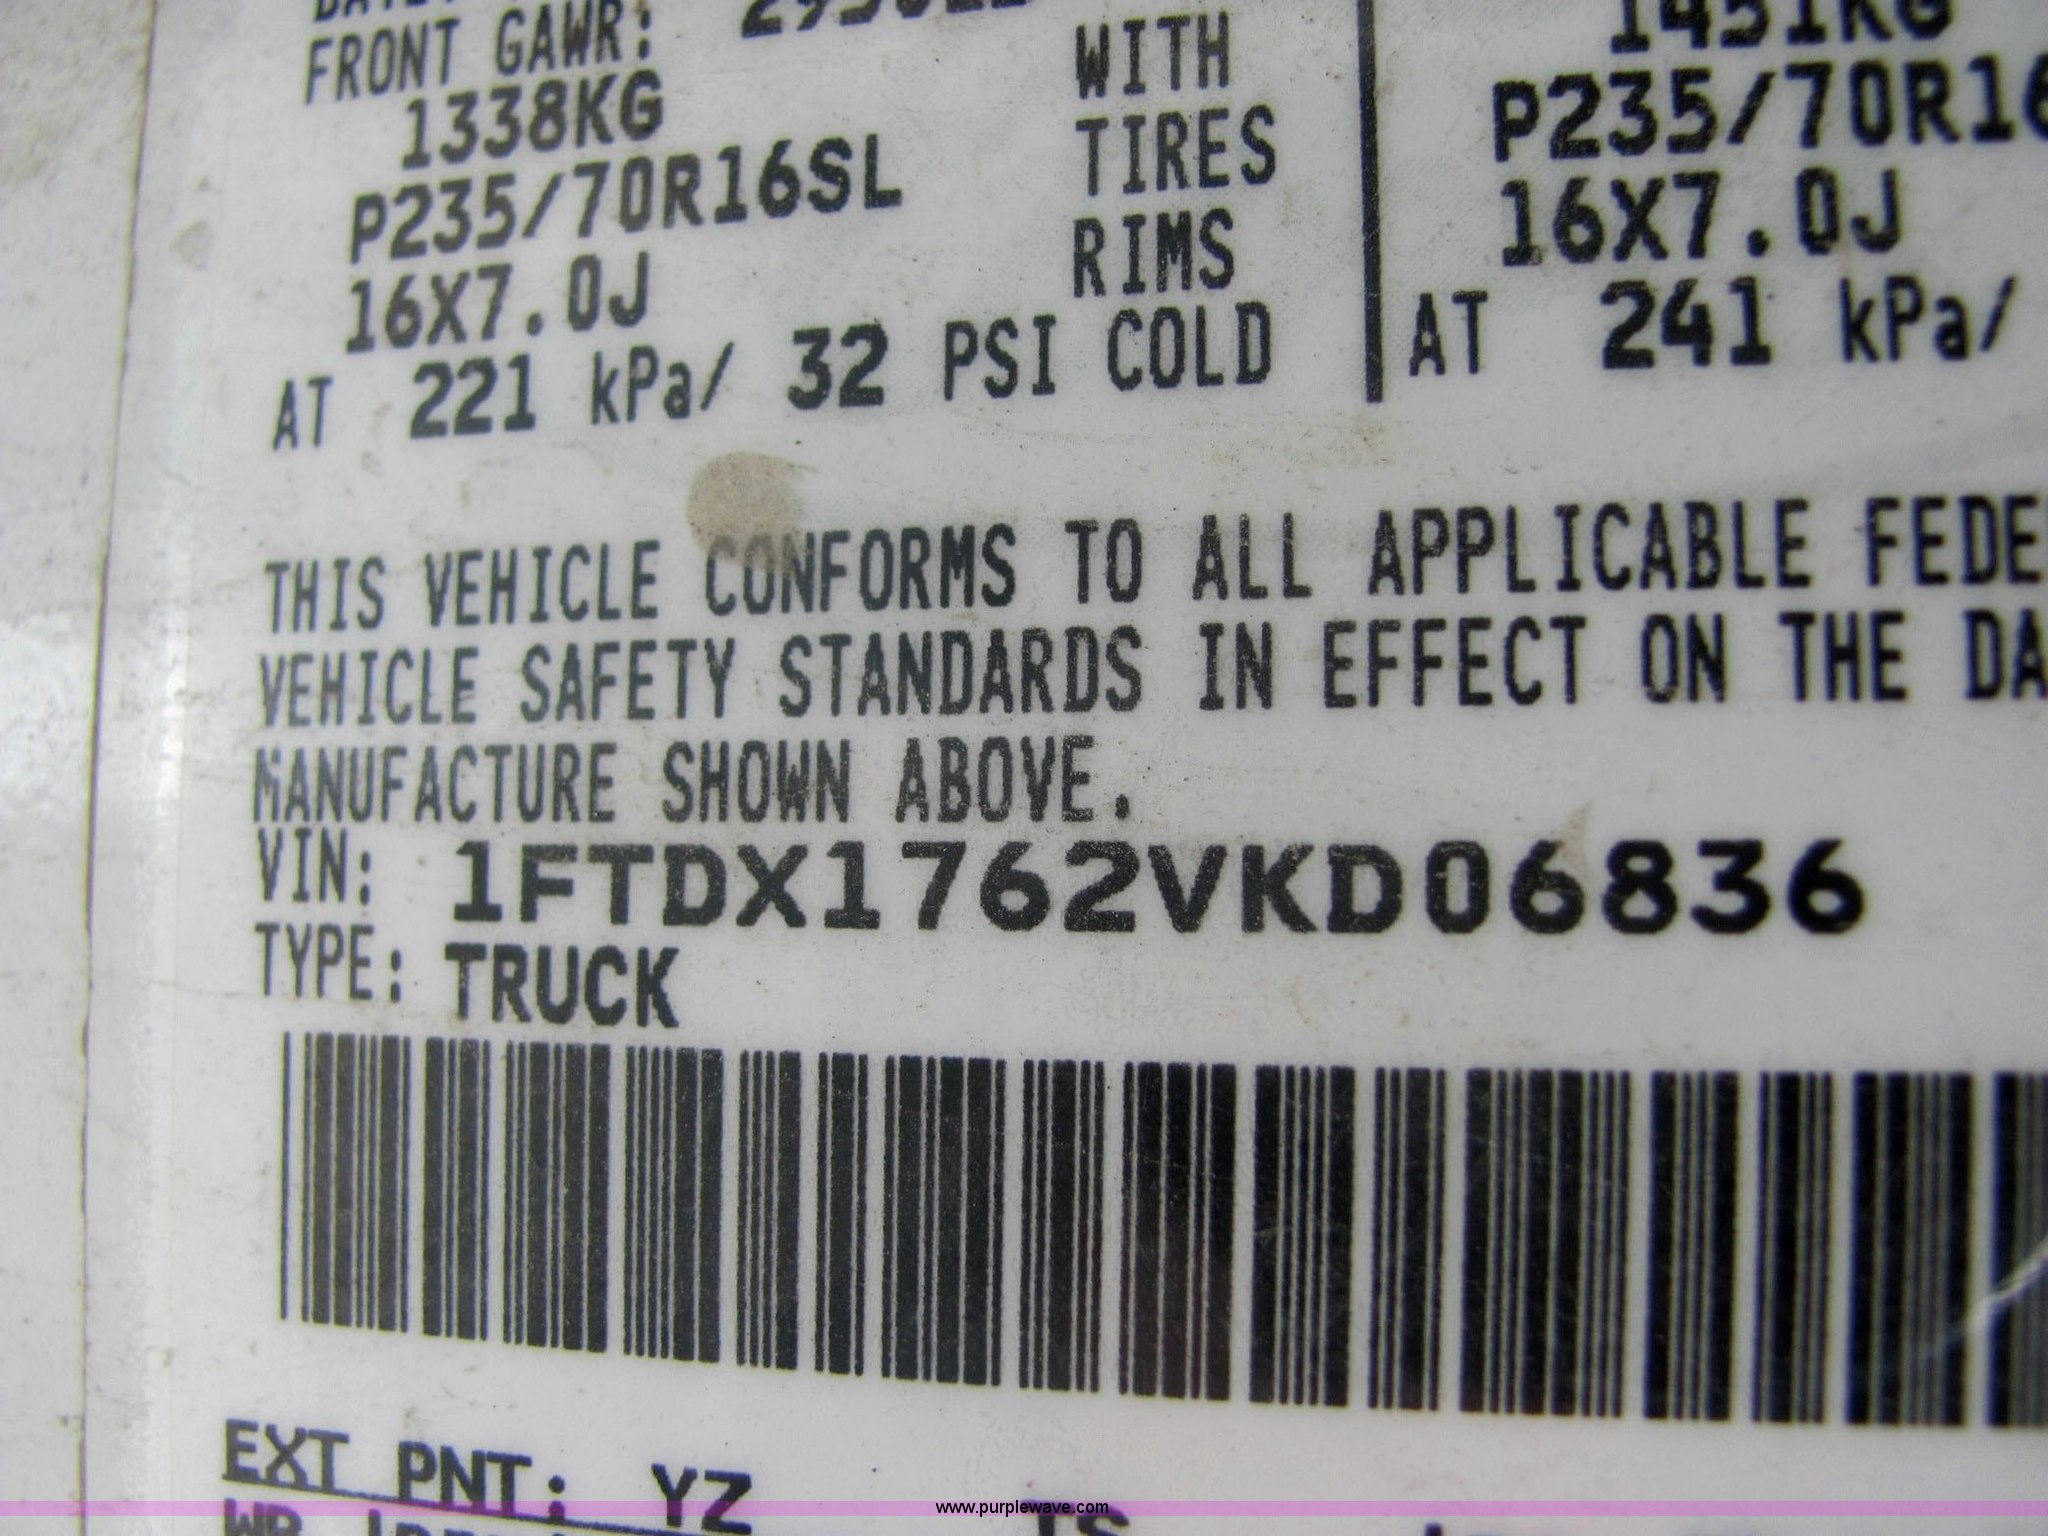 FRONT GAWR:
1338KG WITH 1451KG
P235/70R16SL TIRES P235/70R16
16X7.0J RIMS 16X7.0J
AT 221 kPa/ 32 PSI COLD AT 241 kPa/
THIS VEHICLE CONFORMS TO ALL APPLICABLE FEDE
VEHICLE SAFETY STANDARDS IN EFFECT ON THE DA
MANUFACTURE SHOWN ABOVE.
VIN: 1FTDX1762VKD06836
TYPE: TRUCK
EXT PNT: YZ
www.purplewave.com